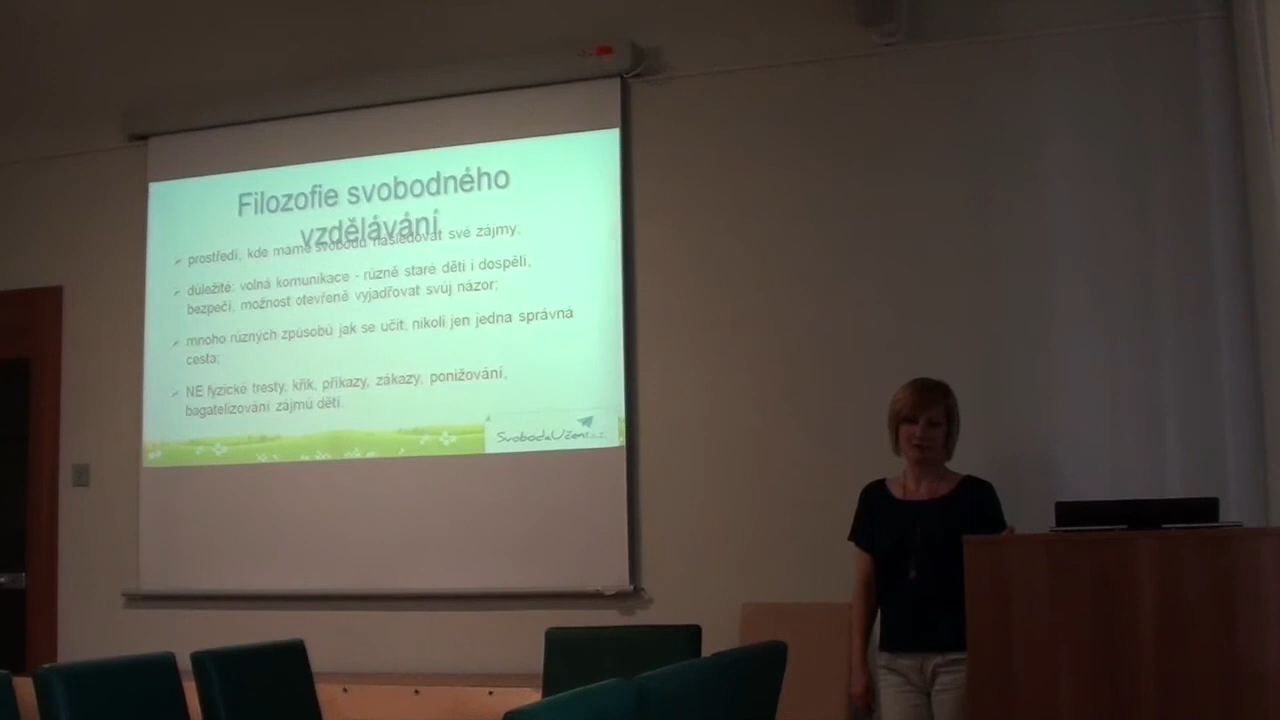 Filozofie svobodného
vzdělávání
prostředí, kde máme svobodu následovat své zájmy;
důležité: volná komunikace - různě staré děti i dospělí,
bezpečí, možnost otevřeně vyjadřovat svůj názor;
mnoho různých způsobů jak se učit, nikoli jen jedna správná
cesta;
NE fyzické tresty, křik, příkazy, zákazy, ponižování,
bagatelizování zájmů dětí.
SvobodaUčení.cz